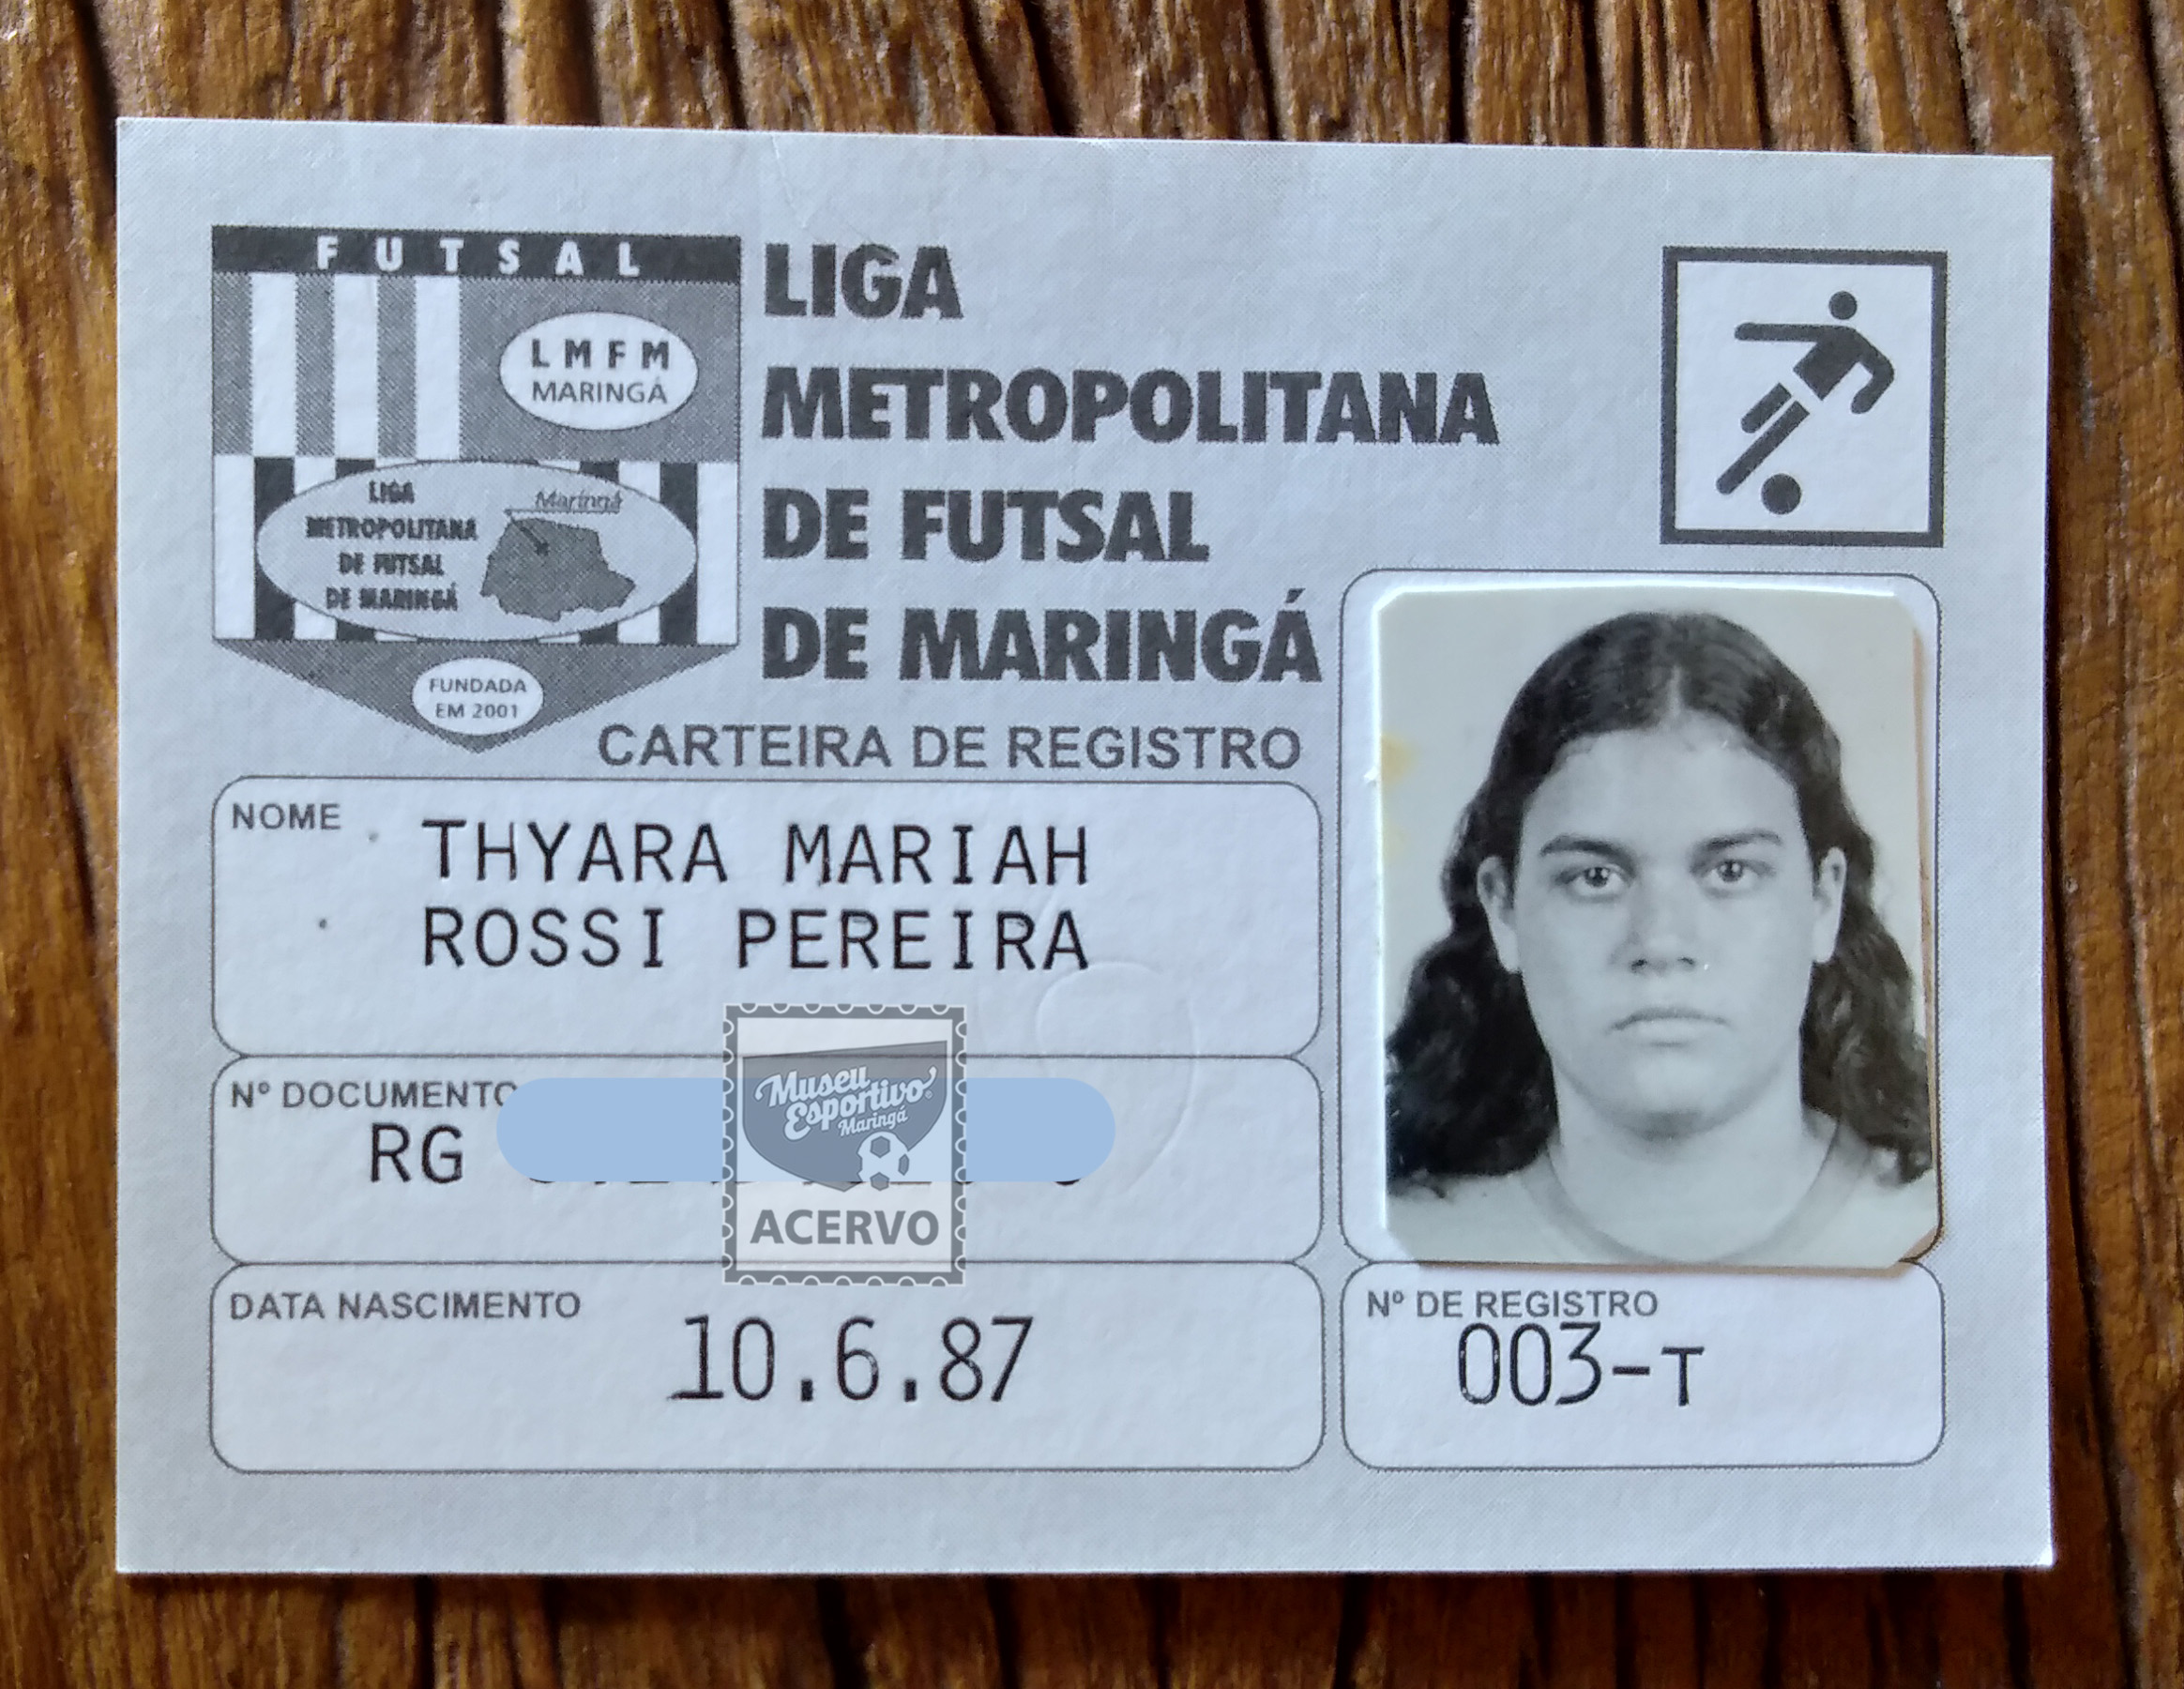 FUTSAL
LMFM
MARINGÁ
LIGA
METROPOLITANA
DE FUTSAL
DE MARINGÁ
Maringá
FUNDADA
EM 2001
LIGA
METROPOLITANA
DE FUTSAL
DE MARINGÁ
CARTEIRA DE REGISTRO
NOME
THYARA MARIAH
ROSSI PEREIRA
Nº DOCUMENTO
RG
Museu
Esportivo
Maringá
ACERVO
DATA NASCIMENTO
10.6.87
Nº DE REGISTRO
003-T